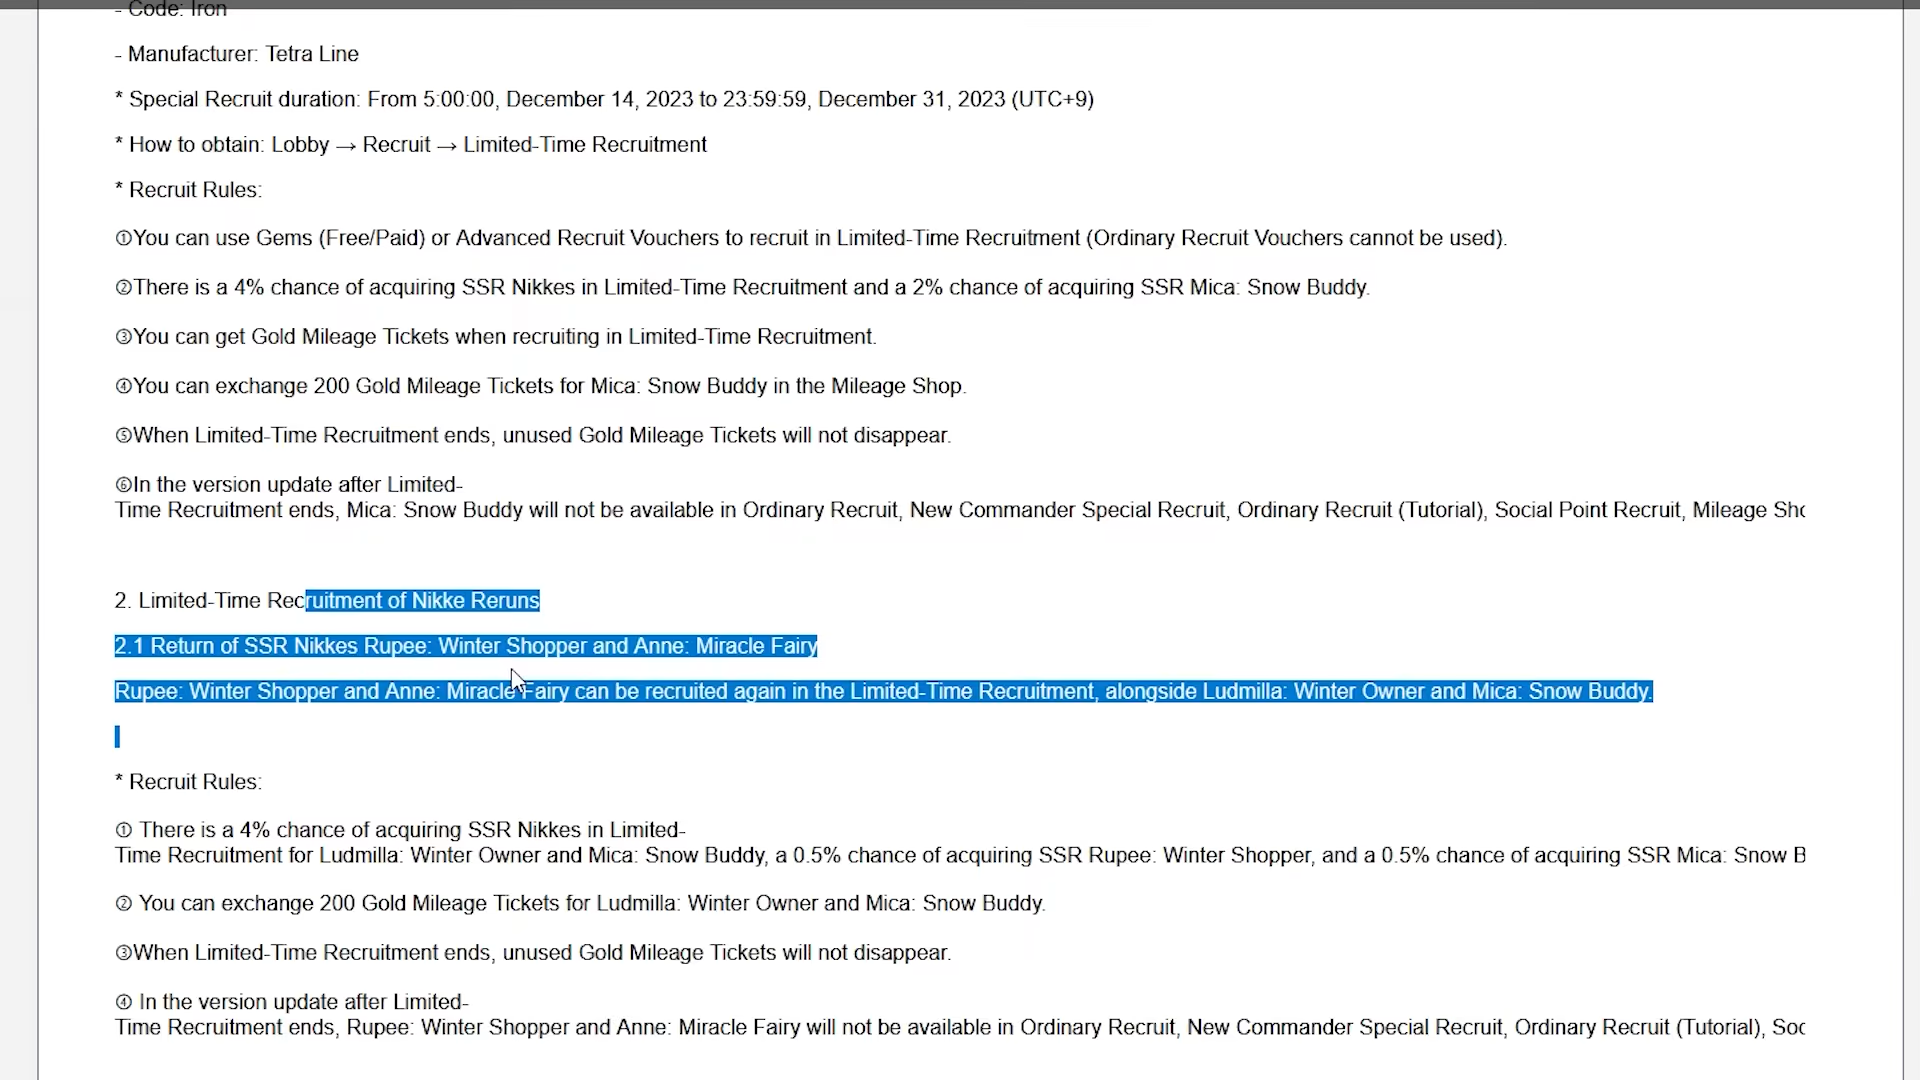 - Code: Iron
- Manufacturer: Tetra Line
* Special Recruit duration: From 5:00:00, December 14, 2023 to 23:59:59, December 31, 2023 (UTC+9)
* How to obtain: Lobby → Recruit → Limited-Time Recruitment
* Recruit Rules:
①You can use Gems (Free/Paid) or Advanced Recruit Vouchers to recruit in Limited-Time Recruitment (Ordinary Recruit Vouchers cannot be used).
②There is a 4% chance of acquiring SSR Nikkes in Limited-Time Recruitment and a 2% chance of acquiring SSR Mica: Snow Buddy.
③You can get Gold Mileage Tickets when recruiting in Limited-Time Recruitment.
④You can exchange 200 Gold Mileage Tickets for Mica: Snow Buddy in the Mileage Shop.
⑤When Limited-Time Recruitment ends, unused Gold Mileage Tickets will not disappear.
⑥In the version update after Limited-
Time Recruitment ends, Mica: Snow Buddy will not be available in Ordinary Recruit, New Commander Special Recruit, Ordinary Recruit (Tutorial), Social Point Recruit, Mileage Sho
2. Limited-Time Recruitment of Nikke Reruns
2.1 Return of SSR Nikkes Rupee: Winter Shopper and Anne: Miracle Fairy
Rupee: Winter Shopper and Anne: Miracle Fairy can be recruited again in the Limited-Time Recruitment, alongside Ludmilla: Winter Owner and Mica: Snow Buddy.
* Recruit Rules:
① There is a 4% chance of acquiring SSR Nikkes in Limited-
Time Recruitment for Ludmilla: Winter Owner and Mica: Snow Buddy, a 0.5% chance of acquiring SSR Rupee: Winter Shopper, and a 0.5% chance of acquiring SSR Mica: Snow B
② You can exchange 200 Gold Mileage Tickets for Ludmilla: Winter Owner and Mica: Snow Buddy.
③When Limited-Time Recruitment ends, unused Gold Mileage Tickets will not disappear.
④ In the version update after Limited-
Time Recruitment ends, Rupee: Winter Shopper and Anne: Miracle Fairy will not be available in Ordinary Recruit, New Commander Special Recruit, Ordinary Recruit (Tutorial), Soc